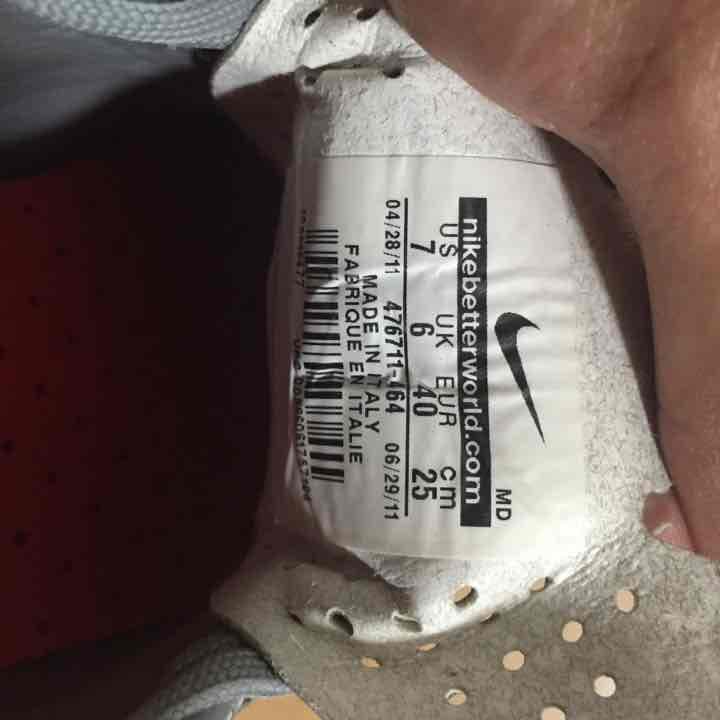 MD
nikebetterworld.com
US UK EUR cm
7 6 40 25
04/28/11 476711-464 06/29/11
MADE IN ITALY
FABRIQUE EN ITALIE